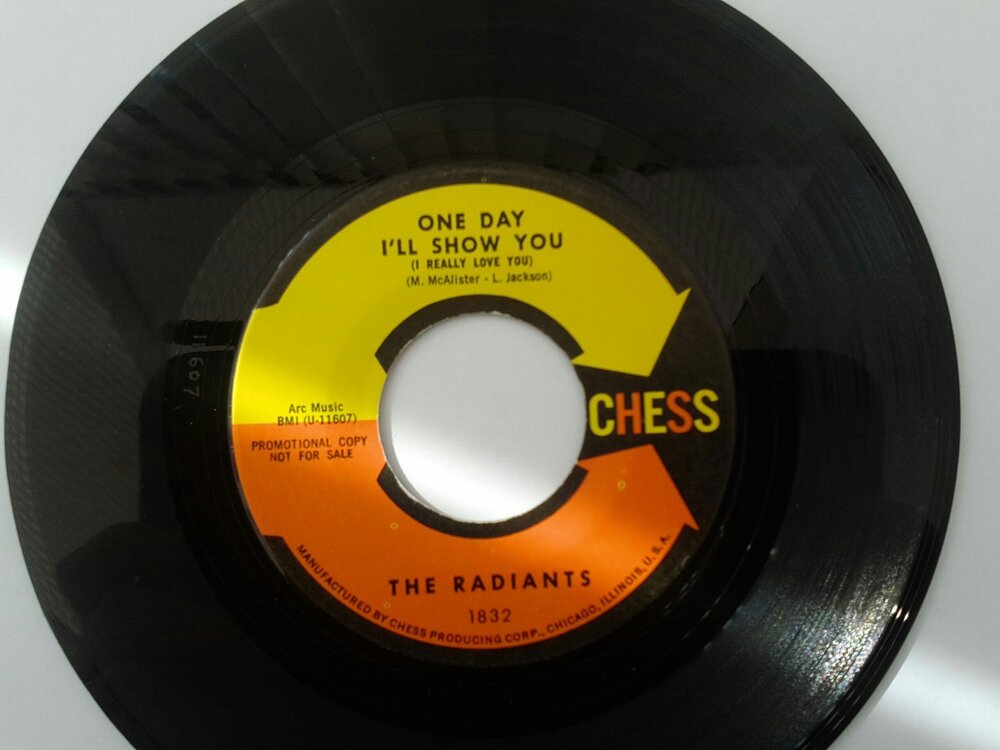 ONE DAY
I'LL SHOW YOU
(I REALLY LOVE YOU)
(M. McAlister - L. Jackson)
Arc Music
BMI (U-11607)
PROMOTIONAL COPY
NOT FOR SALE
CHESS
THE RADIANTS
1832
MANUFACTURED BY CHESS PRODUCING CORP., CHICAGO, ILLINOIS, U.S.A.
11607